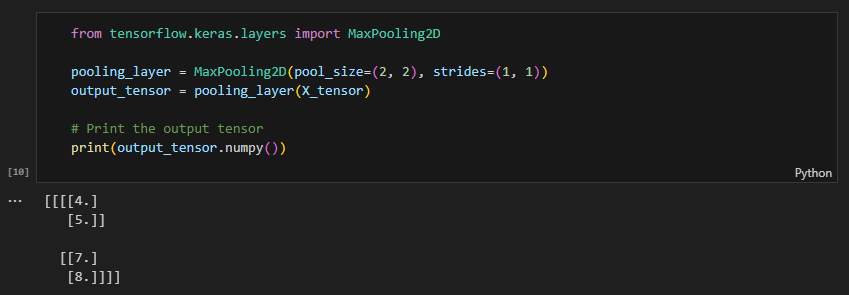 from tensorflow.keras.layers import MaxPooling2D
pooling_layer = MaxPooling2D(pool_size=(2, 2), strides=(1, 1))
output_tensor = pooling_layer(X_tensor)
# Print the output tensor
print(output_tensor.numpy())
[10]
Python
... [[[[4.]
[5.]]
[[7.]
[8.]]]]